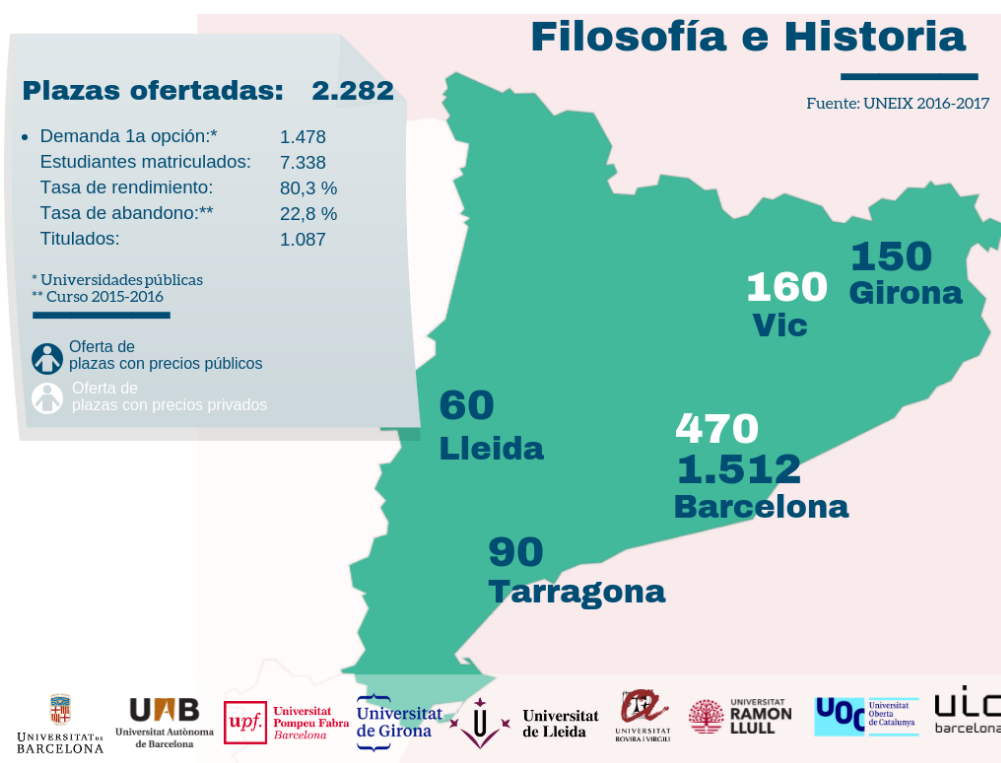 Filosofía e Historia
Fuente: UNEIX 2016-2017
Plazas ofertadas: 2.282
• Demanda 1a opción:* 1.478
Estudiantes matriculados: 7.338
Tasa de rendimiento: 80,3 %
Tasa de abandono:** 22,8 %
Titulados: 1.087
* Universidades públicas
** Curso 2015-2016
Oferta de
plazas con precios públicos
Oferta de
plazas con precios privados
150
Girona
160
Vic
60
Lleida
470
1.512
Barcelona
90
Tarragona
UNIVERSITAT DE
BARCELONA
UAB
Universitat Autònoma
de Barcelona
upf.
Universitat
Pompeu Fabra
Barcelona
Universitat
de Girona
U
Universitat
de Lleida
UNIVERSITAT
ROVIRA I VIRGILI
UNIVERSITAT
RAMON
LLULL
UOC
Universitat
Oberta
de Catalunya
uic
barcelona